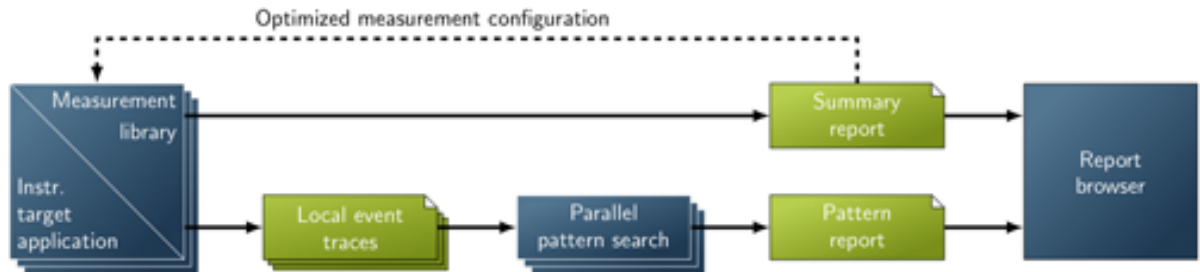 Optimized measurement configuration
Measurement
library
Instr.
target
application
Local event
traces
Parallel
pattern search
Summary
report
Pattern
report
Report
browser